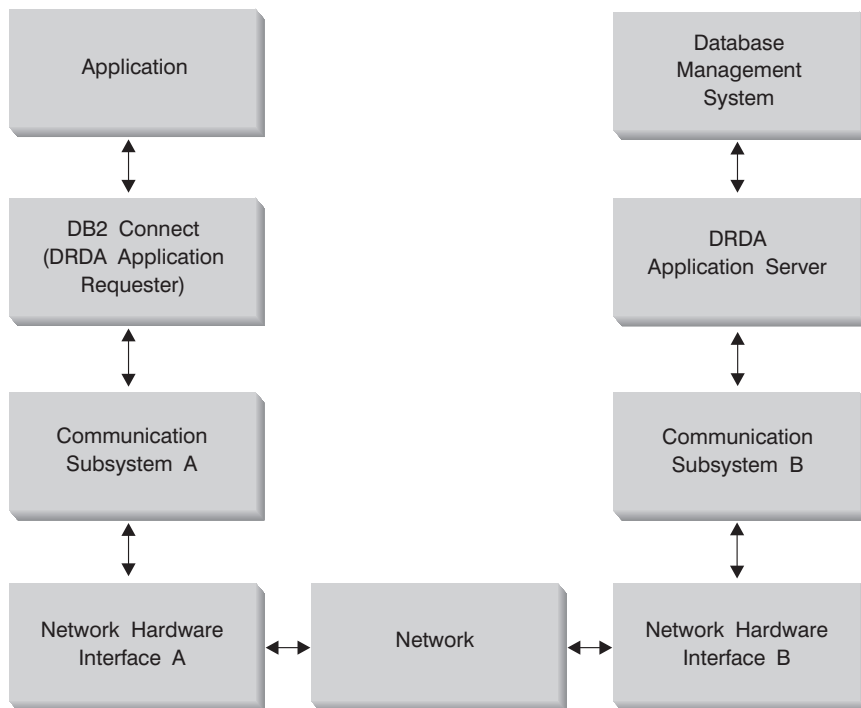 Application
Database
Management
System
DB2 Connect
(DRDA Application
Requester)
DRDA
Application Server
Communication
Subsystem A
Communication
Subsystem B
Network Hardware
Interface A
Network
Network Hardware
Interface B